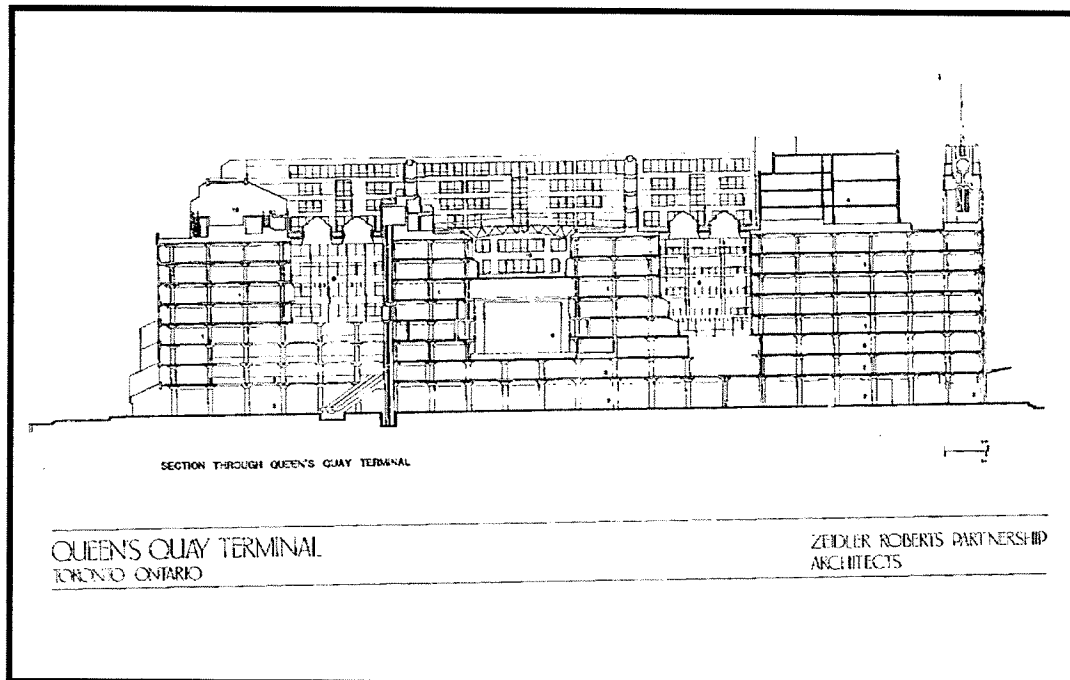 SECTION THROUGH QUEEN'S QUAY TERMINAL
QUEEN'S QUAY TERMINAL
TORONTO ONTARIO
ZEIDLER ROBERTS PARTNERSHIP
ARCHITECTS